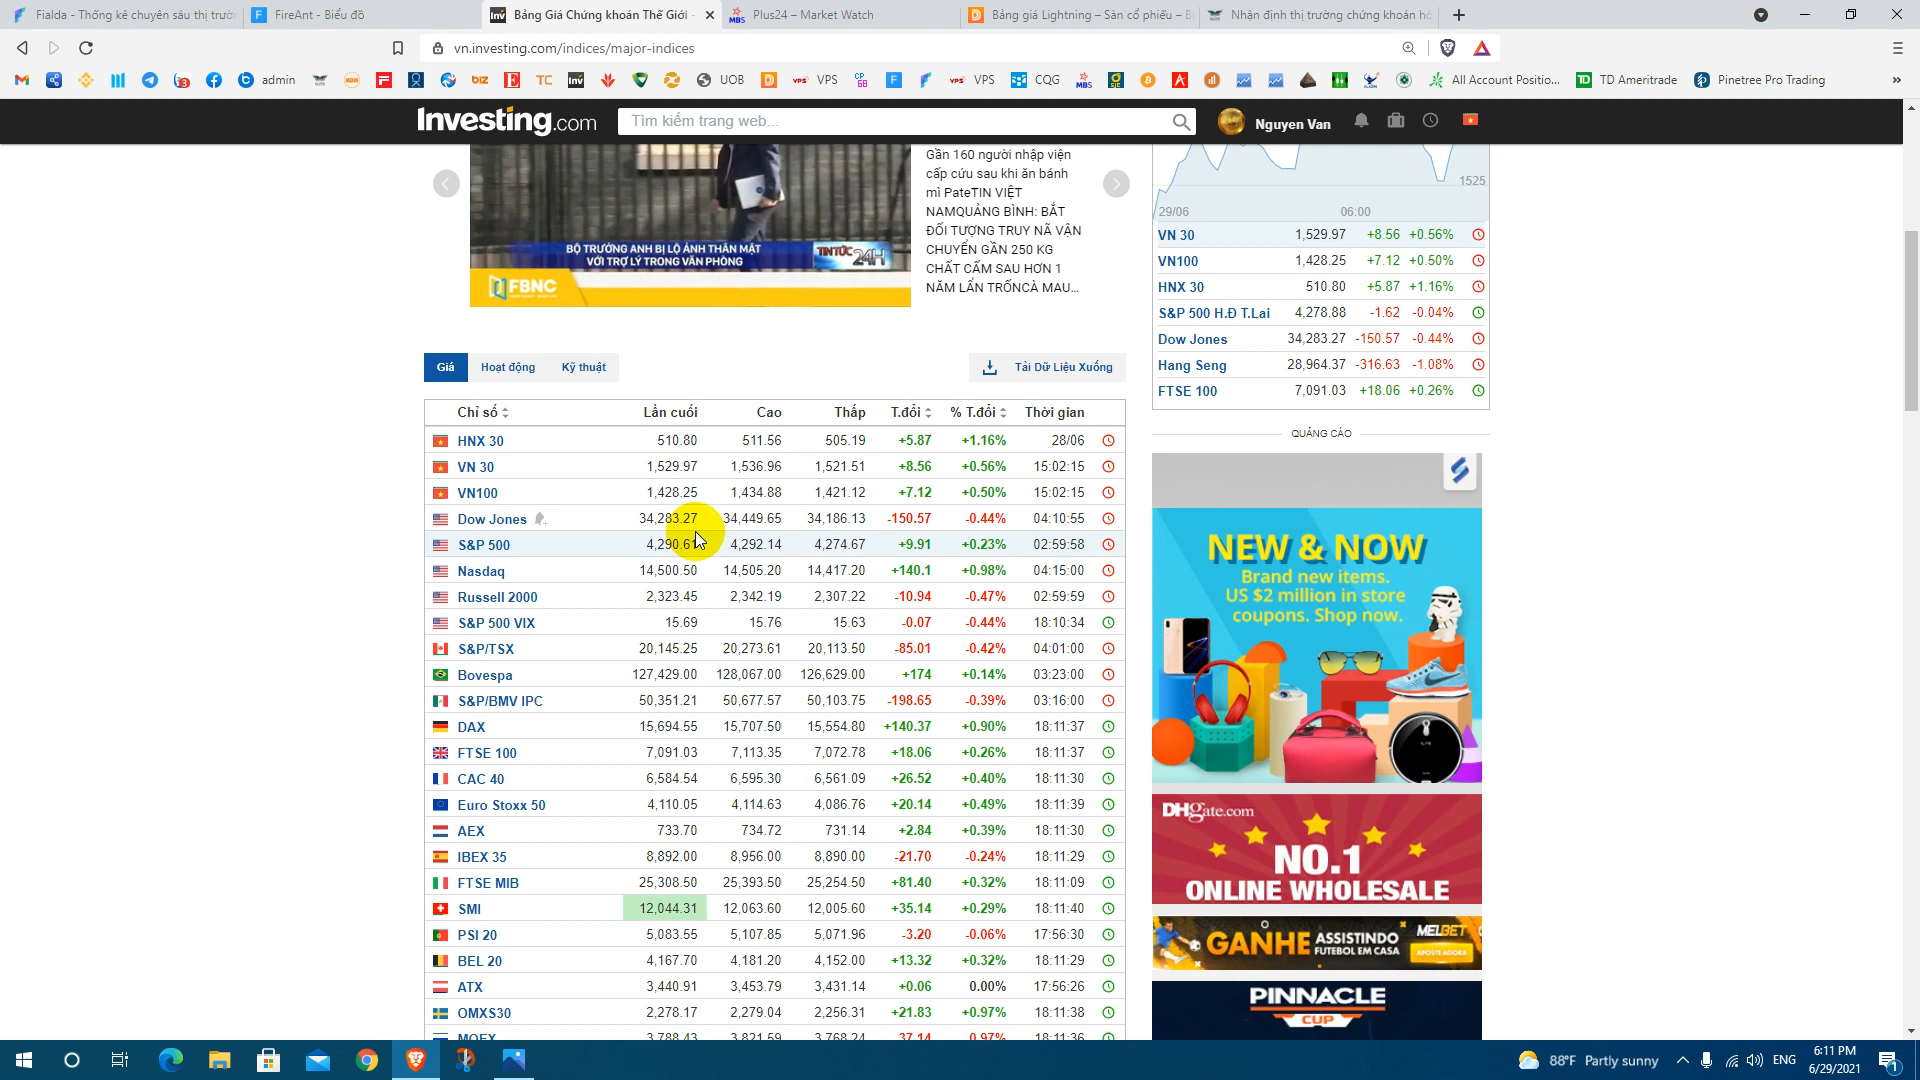 Fialda - Thống kê chuyên sâu thị trườn
FireAnt - Biểu đồ
Bảng Giá Chứng khoán Thế Giới -
Plus24 – Market Watch
Bảng giá Lightning – Sàn cổ phiếu – B
Nhận định thị trường chứng khoán hô
vn.investing.com/indices/major-indices
admin
biz
TC
Inv
UOB
VPS
VPS
CQG
MBS
All Account Positio...
TD Ameritrade
Pinetree Pro Trading
Investing.com
Tìm kiếm trang web...
Nguyen Van
BỘ TRƯỞNG ANH BỊ LỘ ẢNH THÂN MẬT
VỚI TRỢ LÝ TRONG VĂN PHÒNG
TINTỨC 24H
FBNC
Gần 160 người nhập viện
cấp cứu sau khi ăn bánh
mì PateTIN VIỆT
NAMQUẢNG BÌNH: BẮT
ĐỐI TƯỢNG TRUY NÃ VẬN
CHUYỂN GẦN 250 KG
CHẤT CẤM SAU HƠN 1
NĂM LẨN TRỐNCÀ MAU...
1525
29/06 06:00
VN 30 1,529.97 +8.56 +0.56%
VN100 1,428.25 +7.12 +0.50%
HNX 30 510.80 +5.87 +1.16%
S&P 500 H.Đ T.Lai 4,278.88 -1.62 -0.04%
Dow Jones 34,283.27 -150.57 -0.44%
Hang Seng 28,964.37 -316.63 -1.08%
FTSE 100 7,091.03 +18.06 +0.26%
Giá Hoạt động Kỹ thuật
Tải Dữ Liệu Xuống
Chỉ số Lần cuối Cao Thấp T.đổi % T.đổi Thời gian
HNX 30 510.80 511.56 505.19 +5.87 +1.16% 28/06
VN 30 1,529.97 1,536.96 1,521.51 +8.56 +0.56% 15:02:15
VN100 1,428.25 1,434.88 1,421.12 +7.12 +0.50% 15:02:15
Dow Jones 34,283.27 34,449.65 34,186.13 -150.57 -0.44% 04:10:55
S&P 500 4,290.61 4,292.14 4,274.67 +9.91 +0.23% 02:59:58
Nasdaq 14,500.50 14,505.20 14,417.20 +140.1 +0.98% 04:15:00
Russell 2000 2,323.45 2,342.19 2,307.22 -10.94 -0.47% 02:59:59
S&P 500 VIX 15.69 15.76 15.63 -0.07 -0.44% 18:10:34
S&P/TSX 20,145.25 20,273.61 20,113.50 -85.01 -0.42% 04:01:00
Bovespa 127,429.00 128,067.00 126,629.00 +174 +0.14% 03:23:00
S&P/BMV IPC 50,351.21 50,677.57 50,103.75 -198.65 -0.39% 03:16:00
DAX 15,694.55 15,707.50 15,554.80 +140.37 +0.90% 18:11:37
FTSE 100 7,091.03 7,113.35 7,072.78 +18.06 +0.26% 18:11:37
CAC 40 6,584.54 6,595.30 6,561.09 +26.52 +0.40% 18:11:30
Euro Stoxx 50 4,110.05 4,114.63 4,086.76 +20.14 +0.49% 18:11:39
AEX 733.70 734.72 731.14 +2.84 +0.39% 18:11:30
IBEX 35 8,892.00 8,956.00 8,890.00 -21.70 -0.24% 18:11:29
FTSE MIB 25,308.50 25,393.50 25,254.50 +81.40 +0.32% 18:11:09
SMI 12,044.31 12,063.60 12,005.60 +35.14 +0.29% 18:11:40
PSI 20 5,083.55 5,107.85 5,071.96 -3.20 -0.06% 17:56:30
BEL 20 4,167.70 4,181.20 4,152.00 +13.32 +0.32% 18:11:29
ATX 3,440.91 3,453.79 3,431.14 +0.06 0.00% 17:56:26
OMXS30 2,278.17 2,279.04 2,256.31 +21.83 +0.97% 18:11:38
MOEX 3,788.43 3,821.59 3,768.24 37.14 0.97% 18:11:36
QUẢNG CÁO
NEW & NOW
Brand new items.
US $2 million in store
coupons. Shop now.
DHgate.com
NO.1
ONLINE WHOLESALE
GANHE ASSISTINDO FUTEBOL EM CASA
MELBET
APOSTE AGORA
PINNACLE
CUP
88°F Partly sunny
ENG
6:11 PM
6/29/2021
1